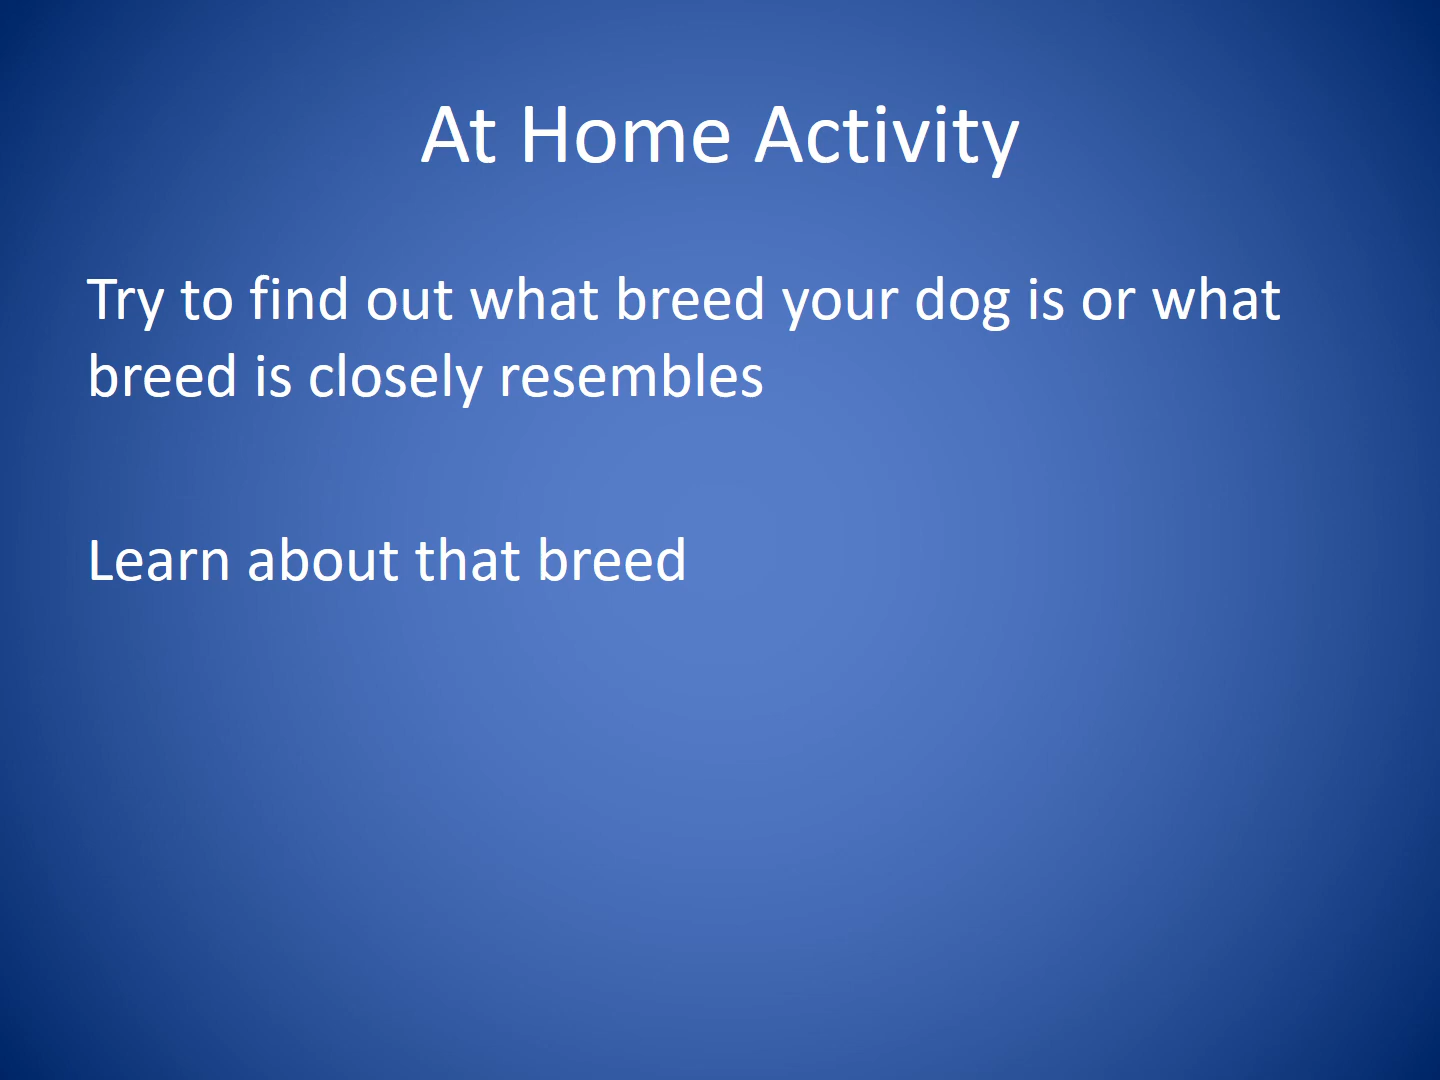 At Home Activity
Try to find out what breed your dog is or what
breed is closely resembles
Learn about that breed